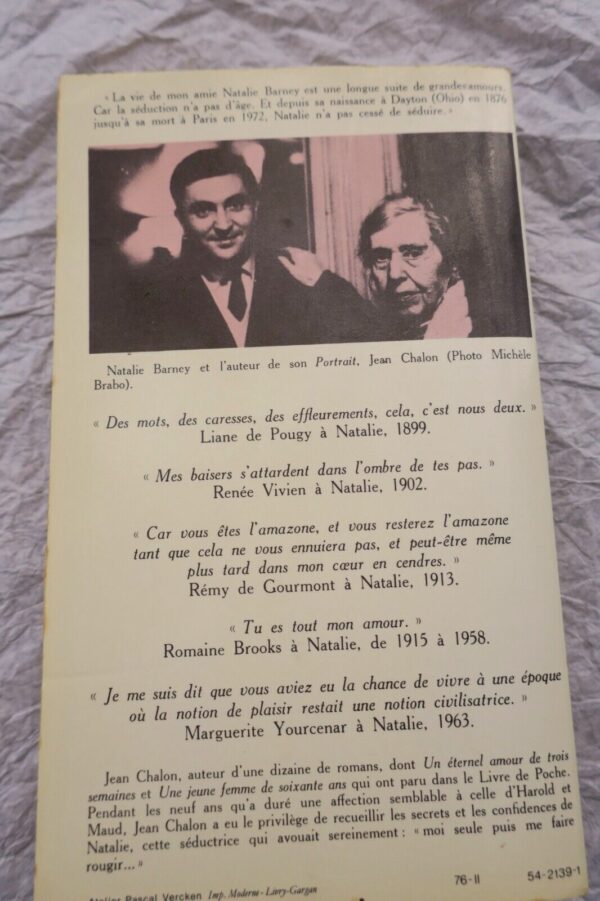 « La vie de mon amie Natalie Barney est une longue suite de grandes amours.
Car la séduction n'a pas d'âge. Et depuis sa naissance à Dayton (Ohio) en 1876
jusqu'à sa mort à Paris en 1972, Natalie n'a pas cessé de séduire. »
Natalie Barney et l'auteur de son Portrait, Jean Chalon (Photo Michèle
Braho).
« Des mots, des caresses, des effleurements, cela, c'est nous deux. »
Liane de Pougy à Natalie, 1899.
« Mes baisers s'attardent dans l'ombre de tes pas. »
Renée Vivien à Natalie, 1902.
« Car vous êtes l'amazone, et vous resterez l'amazone
tant que cela ne vous ennuiera pas, et peut-être même
plus tard dans mon cœur en cendres. »
Rémy de Gourmont à Natalie, 1913.
« Tu es tout mon amour. »
Romaine Brooks à Natalie, de 1915 à 1958.
« Je me suis dit que vous aviez eu la chance de vivre à une époque
où la notion de plaisir restait une notion civilisatrice. »
Marguerite Yourcenar à Natalie, 1963.
Jean Chalon, auteur d'une dizaine de romans, dont Un éternel amour de trois
semaines et Une jeune femme de soixante ans qui ont paru dans le Livre de Poche.
Pendant les neuf ans qu'a duré une affection semblable à celle d'Harold et
Maud, Jean Chalon a eu le privilège de recueillir les secrets et les confidences de
Natalie, cette séductrice qui avouait sereinement : « moi seule puis me faire
rougir... »
Atelier Pascal Vercken Imp. Moderne - Livry-Gargan
76-II 54-2139-1